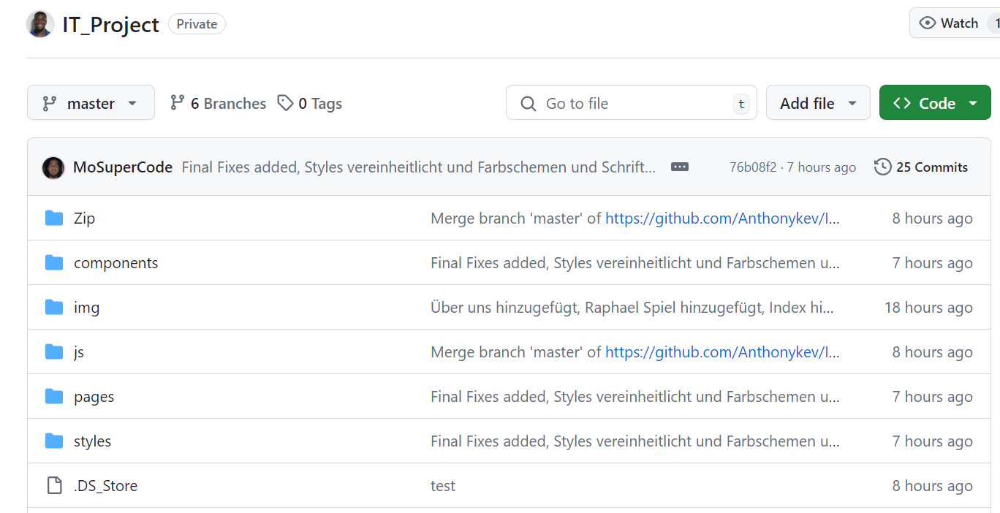 IT_Project Private Watch 1
master 6 Branches 0 Tags Go to file t Add file Code
MoSuperCode Final Fixes added, Styles vereinheitlicht und Farbschemen und Schrift... 76b08f2 · 7 hours ago 25 Commits
Zip Merge branch 'master' of https://github.com/Anthonykev/I... 8 hours ago
components Final Fixes added, Styles vereinheitlicht und Farbschemen u... 7 hours ago
img Über uns hinzugefügt, Raphael Spiel hinzugefügt, Index hi... 18 hours ago
js Merge branch 'master' of https://github.com/Anthonykev/I... 8 hours ago
pages Final Fixes added, Styles vereinheitlicht und Farbschemen u... 7 hours ago
styles Final Fixes added, Styles vereinheitlicht und Farbschemen u... 7 hours ago
.DS_Store test 8 hours ago